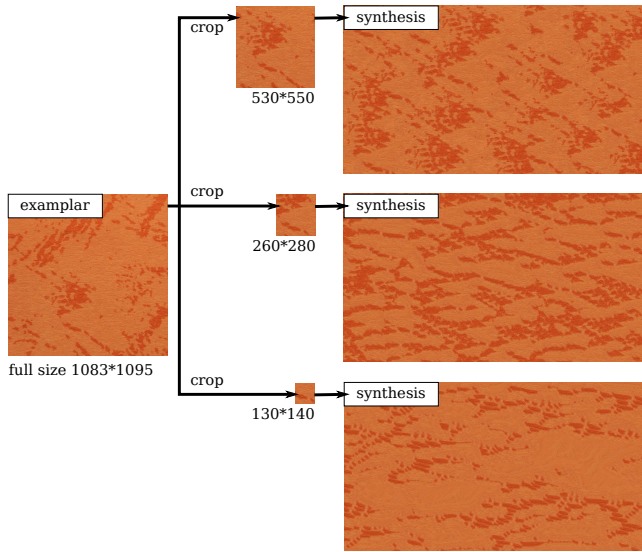 crop
synthesis
530*550
crop
synthesis
examplar
260*280
full size 1083*1095
crop
synthesis
130*140